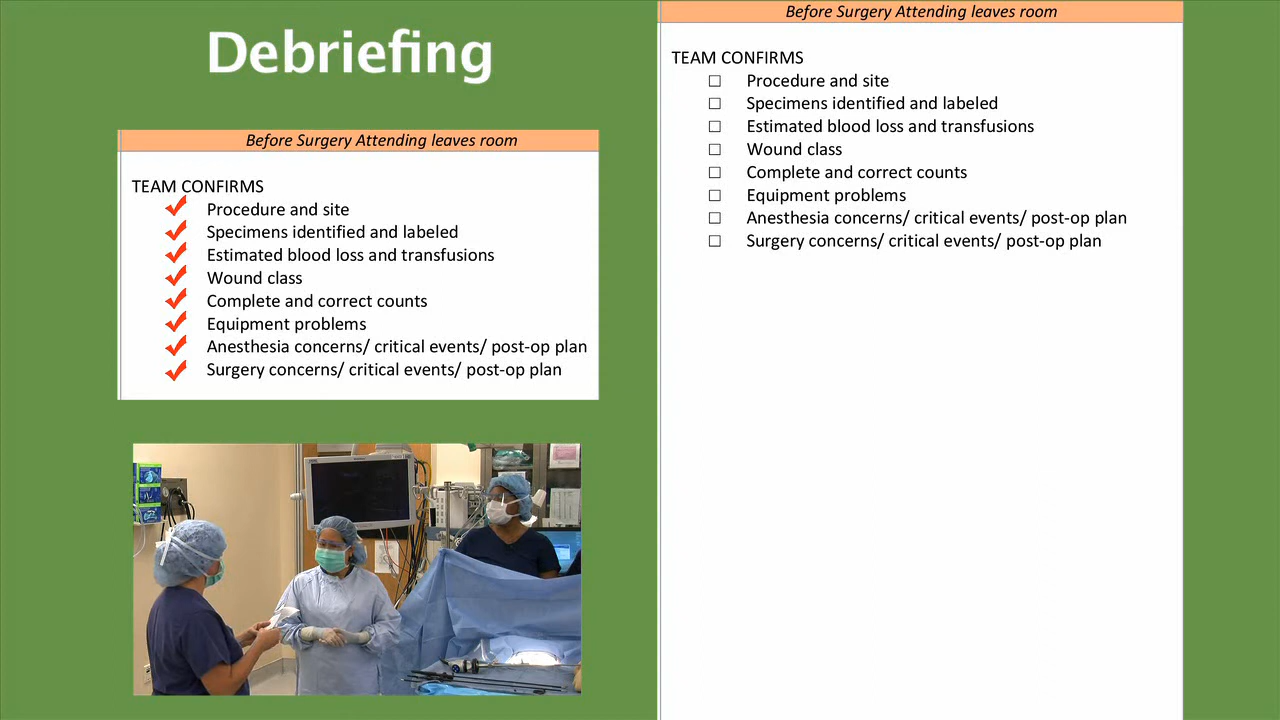 Debriefing
Before Surgery Attending leaves room
TEAM CONFIRMS
Procedure and site
Specimens identified and labeled
Estimated blood loss and transfusions
Wound class
Complete and correct counts
Equipment problems
Anesthesia concerns/ critical events/ post-op plan
Surgery concerns/ critical events/ post-op plan
Before Surgery Attending leaves room
TEAM CONFIRMS
☐ Procedure and site
☐ Specimens identified and labeled
☐ Estimated blood loss and transfusions
☐ Wound class
☐ Complete and correct counts
☐ Equipment problems
☐ Anesthesia concerns/ critical events/ post-op plan
☐ Surgery concerns/ critical events/ post-op plan